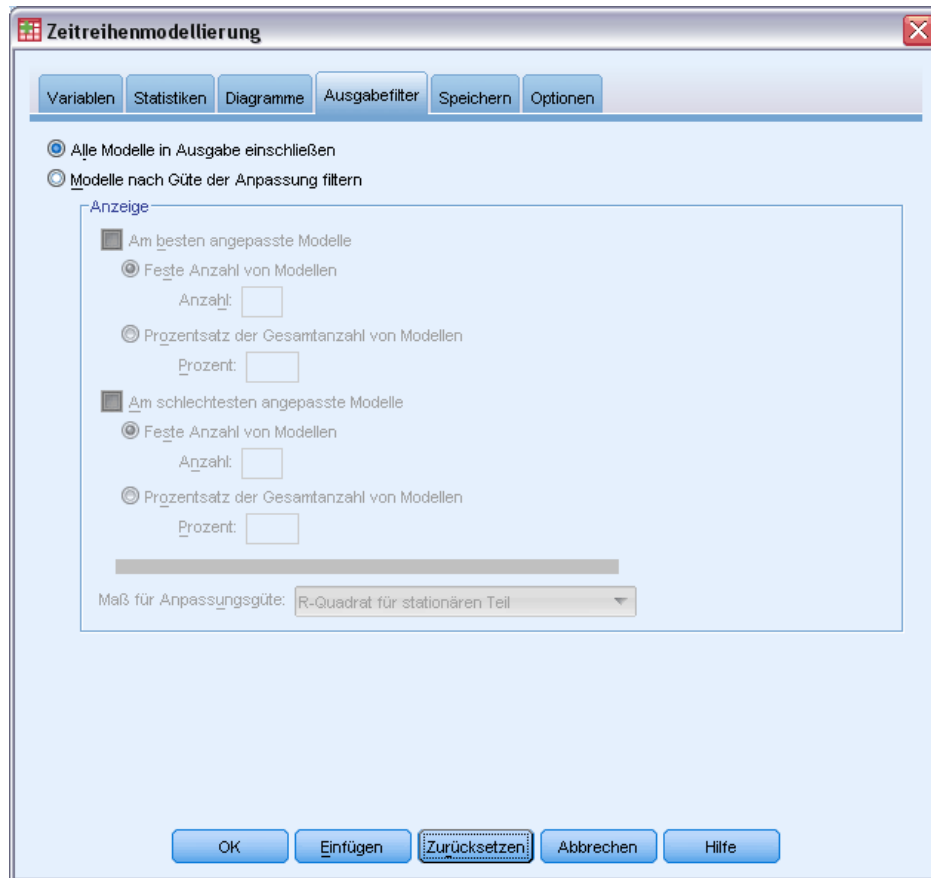 Zeitreihenmodellierung
Variablen Statistiken Diagramme Ausgabefilter Speichern Optionen
Alle Modelle in Ausgabe einschließen
Modelle nach Güte der Anpassung filtern
Anzeige
Am besten angepasste Modelle
Feste Anzahl von Modellen
Anzahl:
Prozentsatz der Gesamtanzahl von Modellen
Prozent:
Am schlechtesten angepasste Modelle
Feste Anzahl von Modellen
Anzahl:
Prozentsatz der Gesamtanzahl von Modellen
Prozent:
Maß für Anpassungsgüte: R-Quadrat für stationären Teil
OK Einfügen Zurücksetzen Abbrechen Hilfe